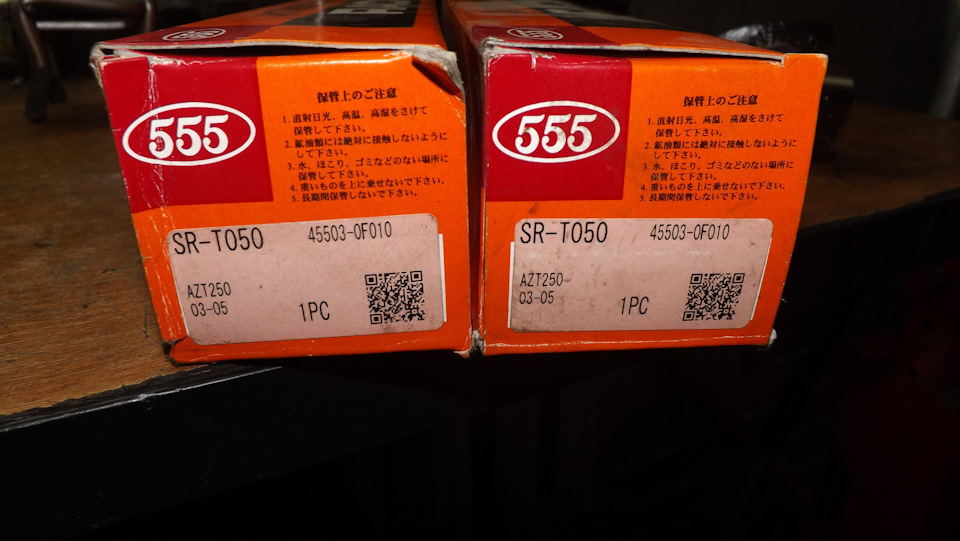 555
保管上のご注意
1. 直射日光、高温、高湿をさけて
保管して下さい。
2. 鉱油類には絶対に接触しないように
して下さい。
3. 水、ほこり、ゴミなどのない場所に
保管して下さい。
4. 重いものを上に乗せないで下さい。
5. 長期間保管しないで下さい。
SR-T050 45503-0F010
AZT250
03-05
1PC
555
保管上のご注意
1. 直射日光、高温、高湿をさけて
保管して下さい。
2. 鉱油類には絶対に接触しないように
して下さい。
3. 水、ほこり、ゴミなどのない場所に
保管して下さい。
4. 重いものを上に乗せないで下さい。
5. 長期間保管しないで下さい。
SR-T050 45503-0F010
AZT250
03-05
1PC